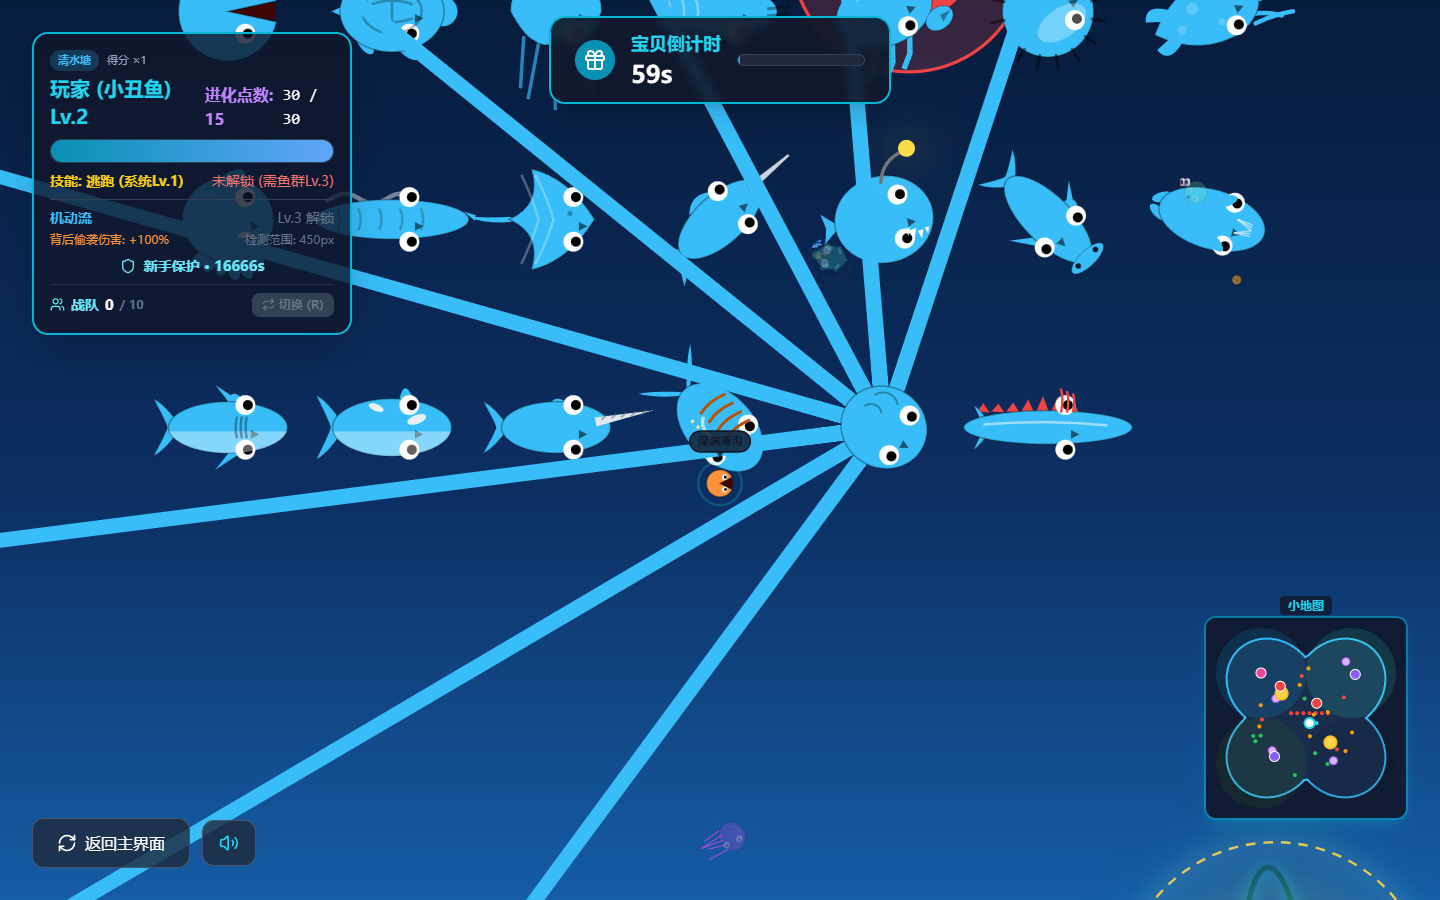 清水塘 得分 ×1
玩家 (小丑鱼) Lv.2
进化点数: 15
30 / 30
技能: 逃跑 (系统Lv.1) 未解锁 (需鱼群Lv.3)
机动流 Lv.3 解锁
背后偷袭伤害: +100% 检测范围: 450px
新手保护 • 16666s
战队 0 / 10 切换 (R)
宝贝倒计时
59s
深渊海沟
小地图
返回主界面